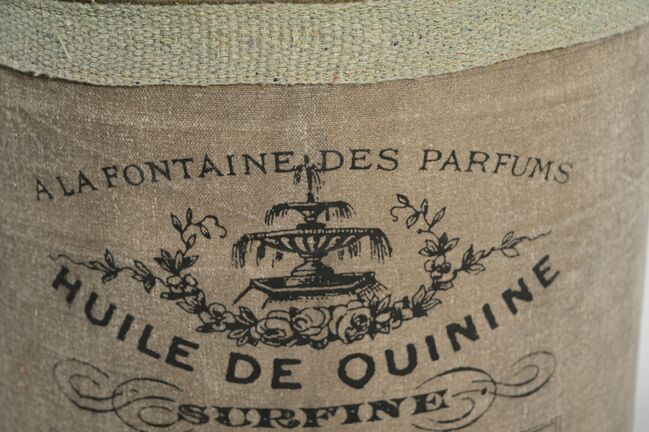 A LA FONTAINE DES PARFUMS
HUILE DE QUININE
SURFINE